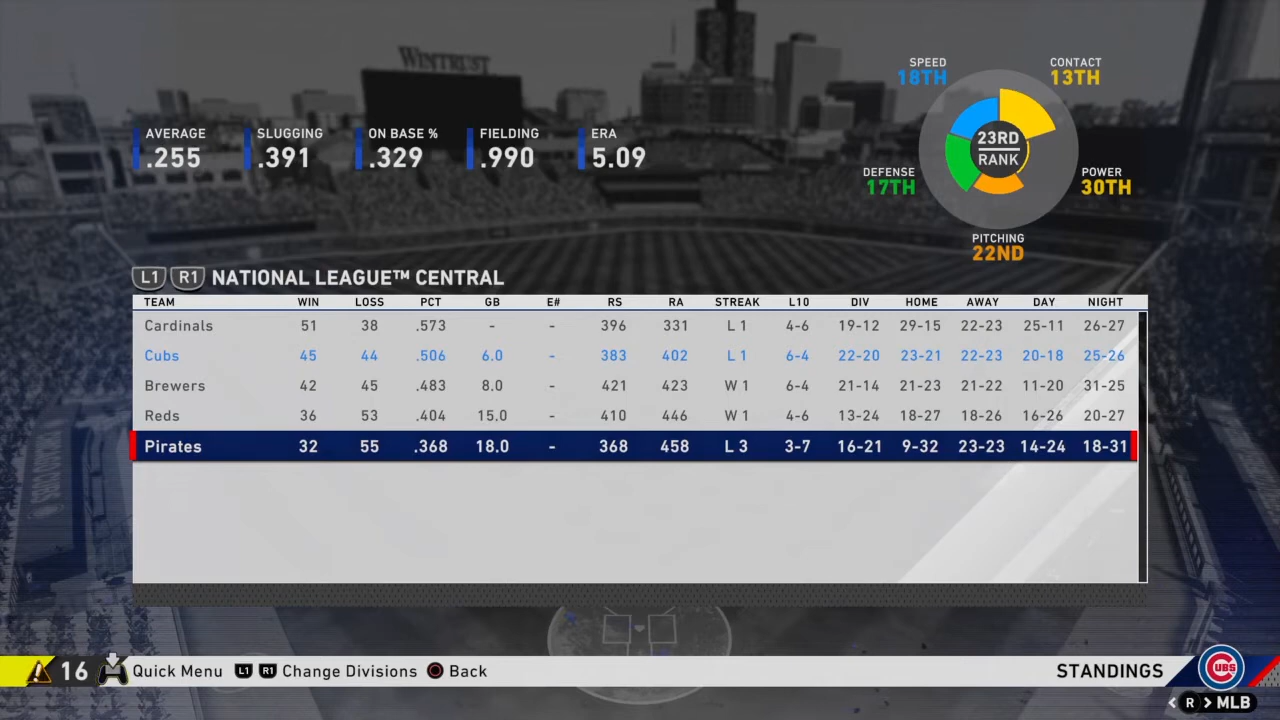 WINTRUST
SPEED
18TH
CONTACT
13TH
AVERAGE
.255
SLUGGING
.391
ON BASE %
.329
FIELDING
.990
ERA
5.09
23RD
RANK
DEFENSE
17TH
POWER
30TH
PITCHING
22ND
L1 R1 NATIONAL LEAGUE™ CENTRAL
TEAM WIN LOSS PCT GB E# RS RA STREAK L10 DIV HOME AWAY DAY NIGHT
Cardinals 51 38 .573 - - 396 331 L 1 4-6 19-12 29-15 22-23 25-11 26-27
Cubs 45 44 .506 6.0 - 383 402 L 1 6-4 22-20 23-21 22-23 20-18 25-26
Brewers 42 45 .483 8.0 - 421 423 W 1 6-4 21-14 21-23 21-22 11-20 31-25
Reds 36 53 .404 15.0 - 410 446 W 1 4-6 13-24 18-27 18-26 16-26 20-27
Pirates 32 55 .368 18.0 - 368 458 L 3 3-7 16-21 9-32 23-23 14-24 18-31
16 Quick Menu L1 R1 Change Divisions Back
STANDINGS
CUBS
< R > MLB